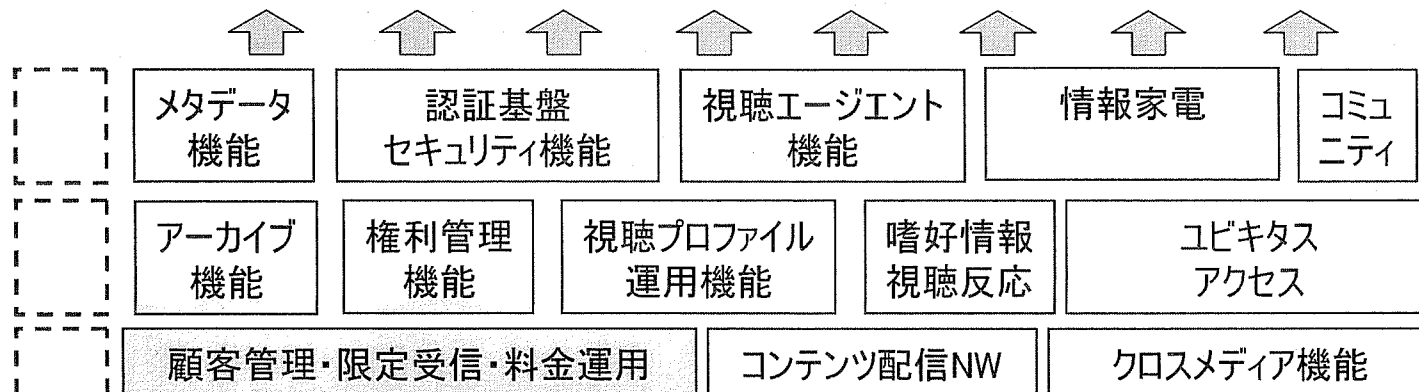 メタデータ
機能
認証基盤
セキュリティ機能
視聴エージェント
機能
情報家電
コミュ
ニティ
アーカイブ
機能
権利管理
機能
視聴プロファイル
運用機能
嗜好情報
視聴反応
ユビキタス
アクセス
顧客管理・限定受信・料金運用
コンテンツ配信NW
クロスメディア機能